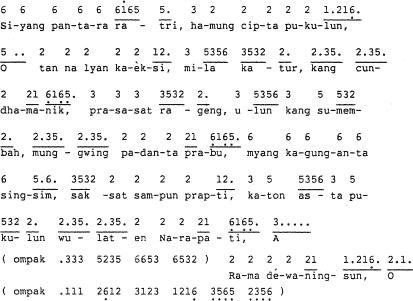 6 6 6 6 6 6165 5. 3 2 2 2 2 2 1.216.
Si-yang pan-ta-ra ra - tri, ha-mung cip-ta pu-ku-lun,
5 .. 2 2 2 2 2 12. 3 5356 3532 2. 2.35. 2.35.
O tan na lyan ka-èk-si, mi-la ka - tur, kang cun-
2 21 6165. 3 3 3 3532 2. 3 5356 3 5 532
dha-ma-nik, pra-sa-sat ra - geng, u - lun kang su-mem-
2. 2.35. 2.35. 2 2 2 21 6165. 6 6 6 6
bah, mung - gwing pa-dan-ta pra-bu, myang ka-gung-an-ta
6 5.6. 3532 2 2 2 2 2 12. 3 5 5356 3 5
sing-sim, sak -sat sam-pun prap-ti, ka-ton as - ta pu-
532 2. 2.35. 2.35. 2 2 2 21 6165. 3.....
ku- lun wu - lat - en Na-ra-pa - ti, A
( ompak .333 5235 6653 6532 ) 2 2 2 2 21 1.216. 2.1.
Ra-ma dé-wa-ning- sun, O
( ompak .111 2612 3123 1216 3565 2356 )